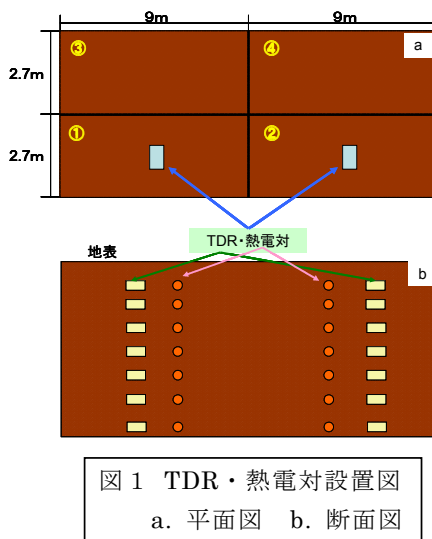 9m 9m
③ ④ a
2.7m
① ②
2.7m
TDR・熱電対
地表
b
図 1 TDR・熱電対設置図
a. 平面図 b. 断面図